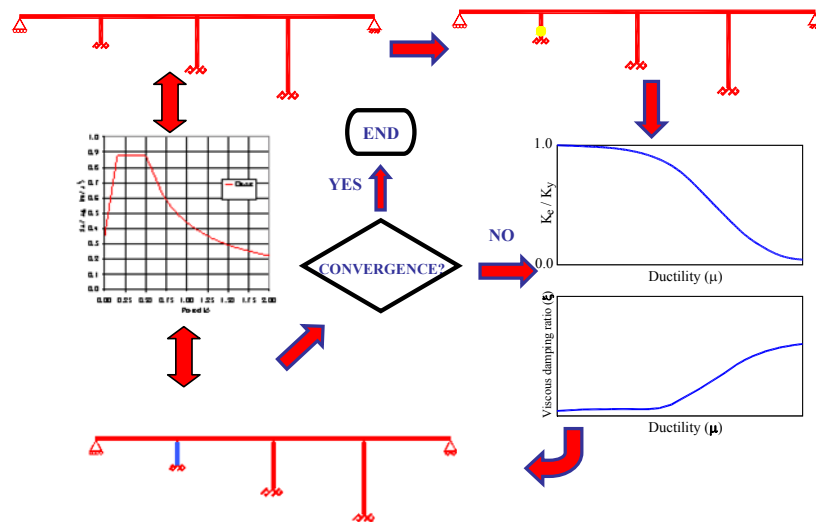 END
YES
CONVERGENCE?
NO
1.0
0.9
0.8
0.7
0.6
0.5
0.4
0.3
0.2
0.1
0.0
0.00 0.25 0.50 0.75 1.00 1.25 1.50 1.75 2.00
1.0
Ke / Ky
0.0
Ductility (μ)
Viscous damping ratio (ξ)
Ductility (μ)